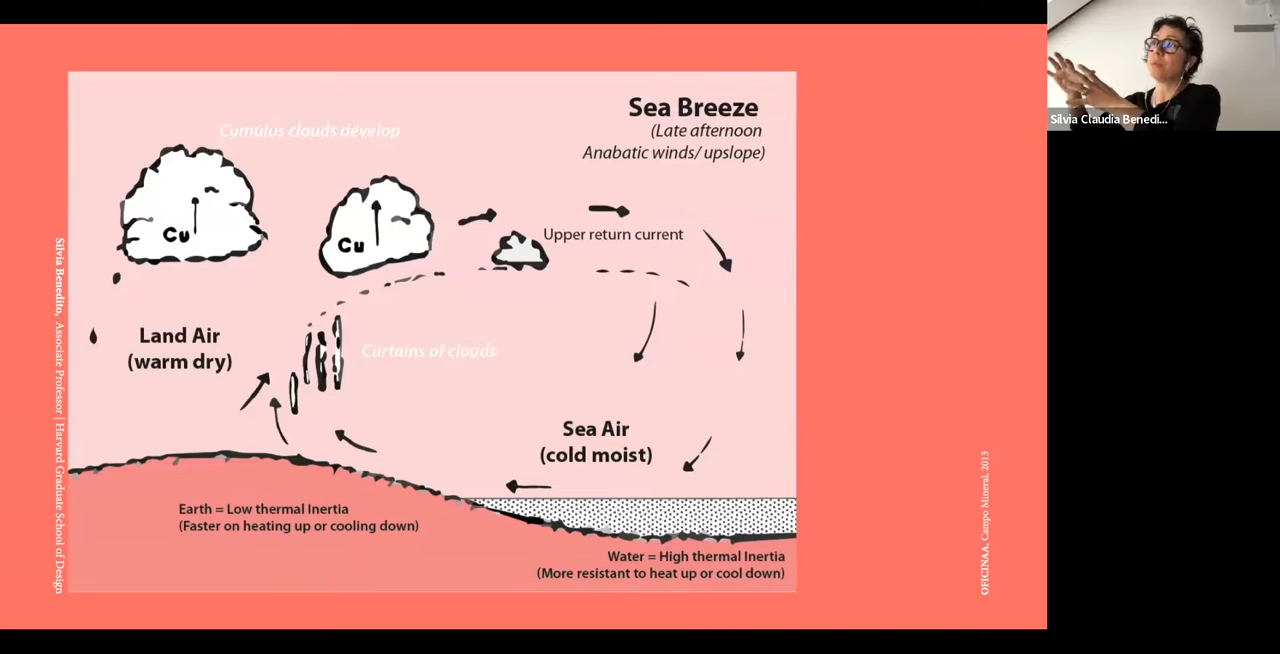 Sea Breeze
(Late afternoon
Anabatic winds/ upslope)
Cumulus clouds develop
Cu
Cu
Upper return current
Land Air
(warm dry)
Curtains of clouds
Sea Air
(cold moist)
Earth = Low thermal Inertia
(Faster on heating up or cooling down)
Water = High thermal Inertia
(More resistant to heat up or cool down)
Silvia Benedito, Associate Professor | Harvard Graduate School of Design
OFICINAA, Campo Mineral, 2013
Silvia Claudia Benedi...